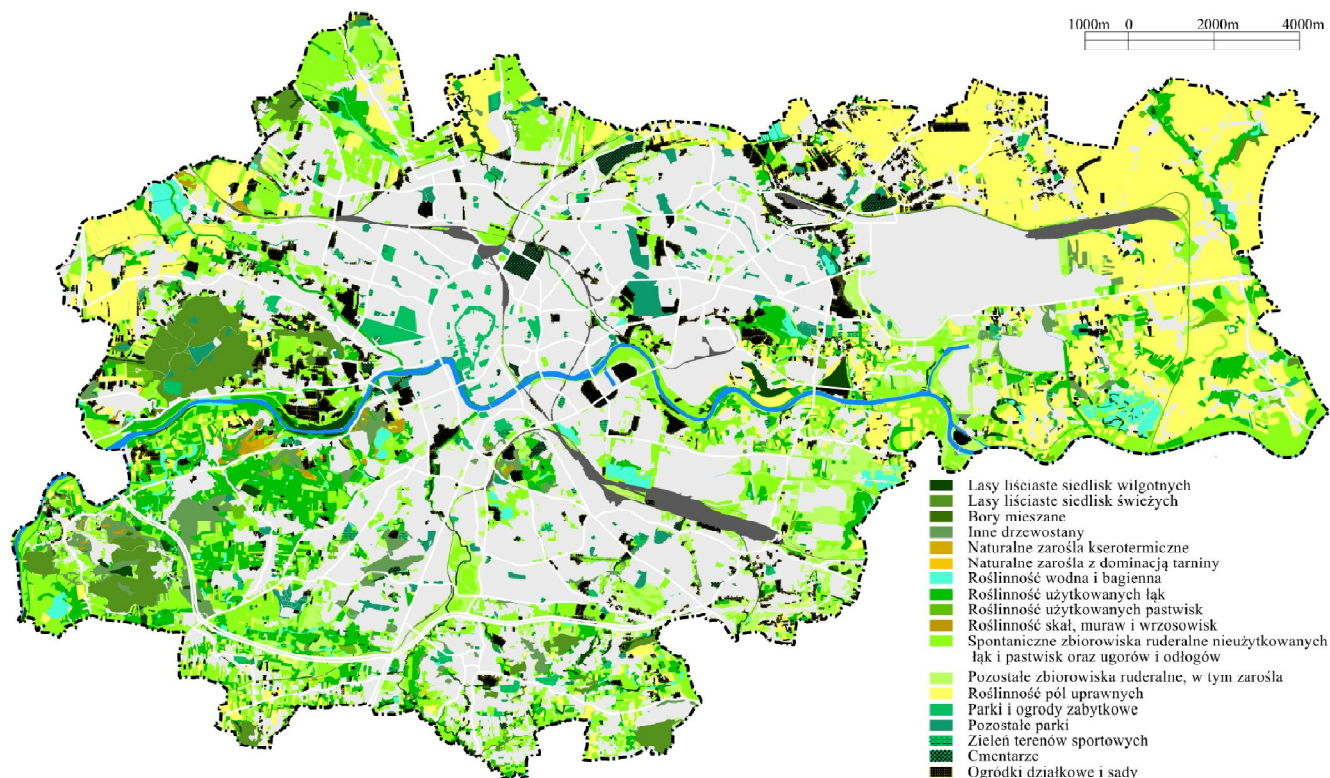 1000m 0 2000m 4000m
Lasy liściaste siedlisk wilgotnych
Lasy liściaste siedlisk świeżych
Bory mieszane
Inne drzewostany
Naturalne zarośla kserotermiczne
Naturalne zarośla z dominacją tarniny
Roślinność wodna i bagienna
Roślinność użytkowanych łąk
Roślinność użytkowanych pastwisk
Roślinność skał, muraw i wrzosowisk
Spontaniczne zbiorowiska ruderalne nieużytkowanych
łąk i pastwisk oraz ugorów i odłogów
Pozostałe zbiorowiska ruderalne, w tym zarośla
Roślinność pól uprawnych
Parki i ogrody zabytkowe
Pozostałe parki
Zieleń terenów sportowych
Cmentarze
Ogródki działkowe i sady